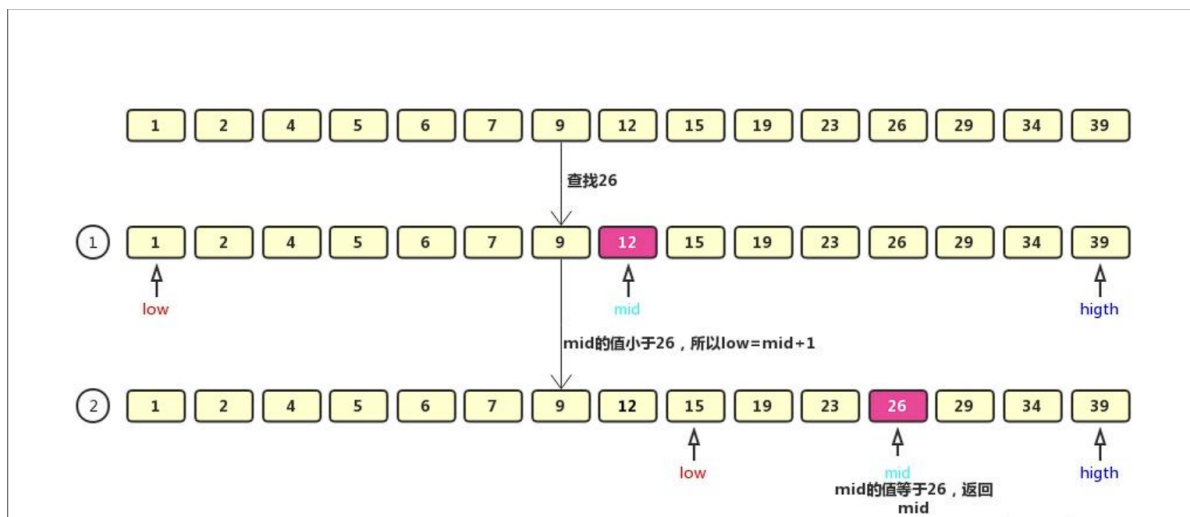 1 2 4 5 6 7 9 12 15 19 23 26 29 34 39
查找26
① 1 2 4 5 6 7 9 12 15 19 23 26 29 34 39
low mid higth
mid的值小于26，所以low=mid+1
② 1 2 4 5 6 7 9 12 15 19 23 26 29 34 39
low mid higth
mid的值等于26，返回
mid